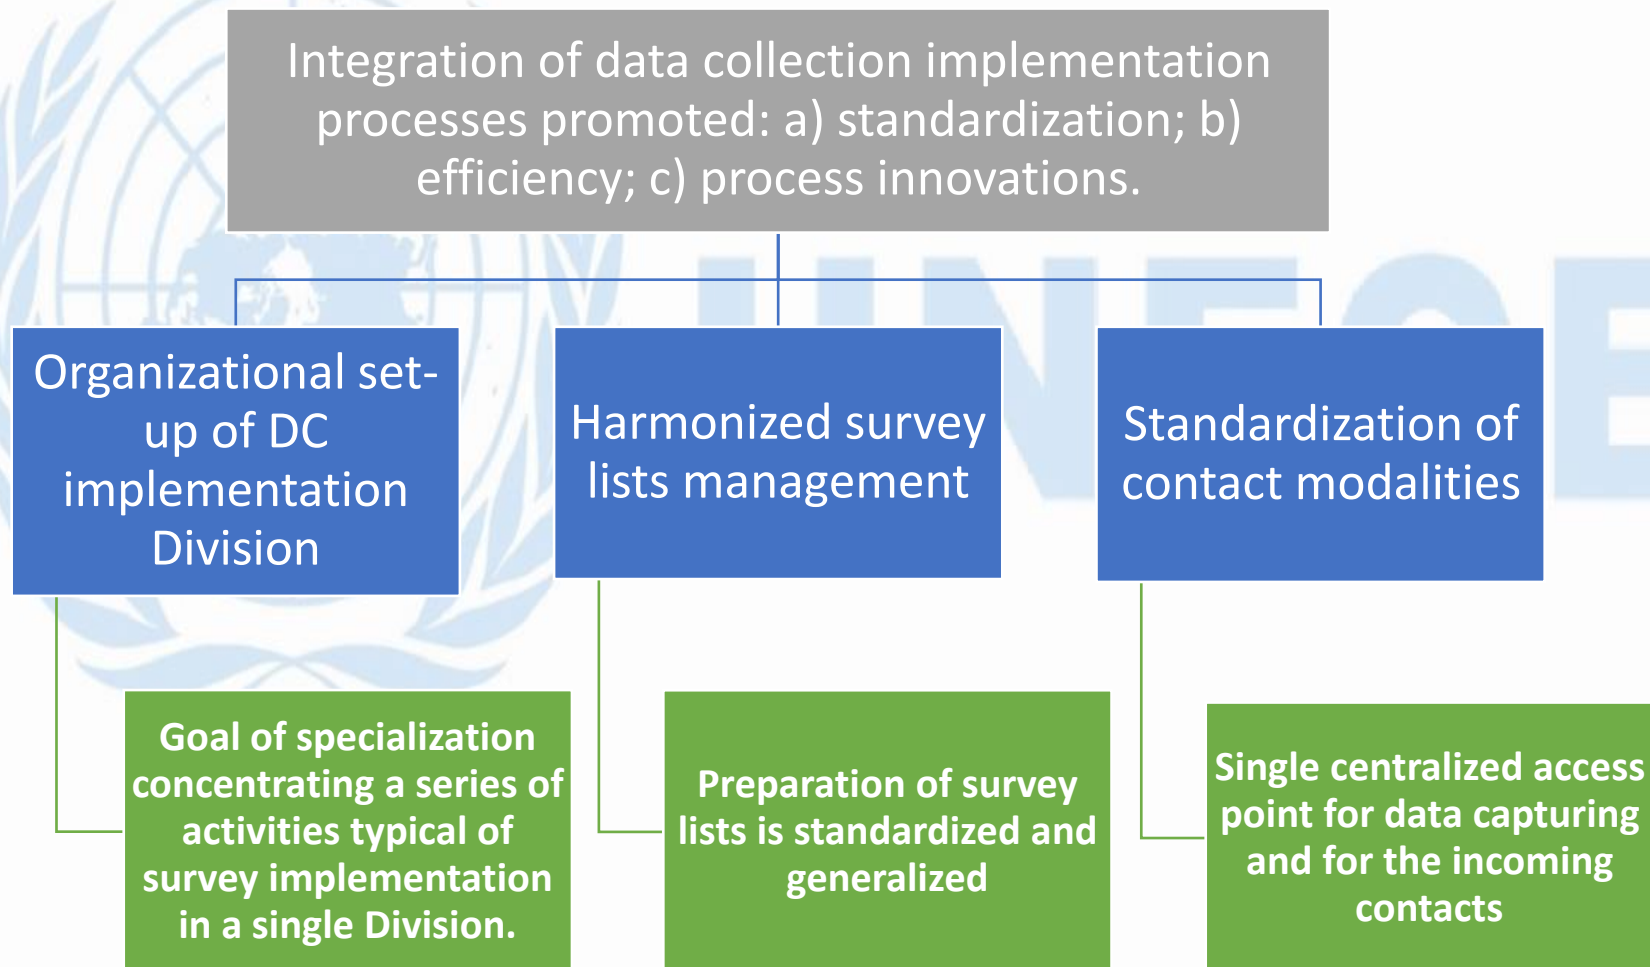 Integration of data collection implementation
processes promoted: a) standardization; b)
efficiency; c) process innovations.
Organizational set-
up of DC
implementation
Division
Harmonized survey
lists management
Standardization of
contact modalities
Goal of specialization
concentrating a series of
activities typical of
survey implementation
in a single Division.
Preparation of survey
lists is standardized and
generalized
Single centralized access
point for data capturing
and for the incoming
contacts
UNECE